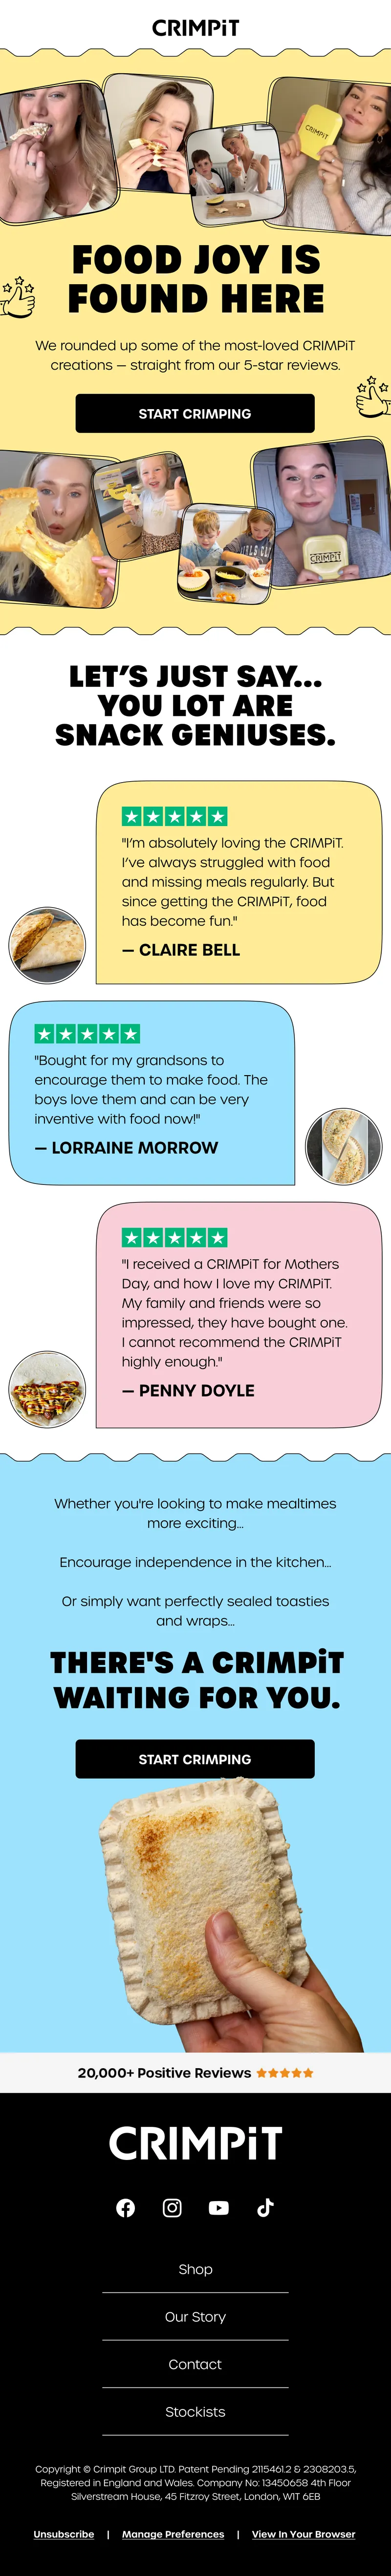 CRIMPiT
CRIMPiT
FOOD JOY IS
FOUND HERE
We rounded up some of the most-loved CRIMPiT
creations — straight from our 5-star reviews.
START CRIMPING
CRIMPiT
LET'S JUST SAY...
YOU LOT ARE
SNACK GENIUSES.
"I'm absolutely loving the CRIMPiT.
I've always struggled with food
and missing meals regularly. But
since getting the CRIMPiT, food
has become fun."
— CLAIRE BELL
"Bought for my grandsons to
encourage them to make food. The
boys love them and can be very
inventive with food now!"
— LORRAINE MORROW
"I received a CRIMPiT for Mothers
Day, and how I love my CRIMPiT.
My family and friends were so
impressed, they have bought one.
I cannot recommend the CRIMPiT
highly enough."
— PENNY DOYLE
Whether you're looking to make mealtimes
more exciting...
Encourage independence in the kitchen...
Or simply want perfectly sealed toasties
and wraps...
THERE'S A CRIMPiT
WAITING FOR YOU.
START CRIMPING
20,000+ Positive Reviews
CRIMPiT
Shop
Our Story
Contact
Stockists
Copyright © Crimpit Group LTD. Patent Pending 2115461.2 & 2308203.5,
Registered in England and Wales. Company No: 13450658 4th Floor
Silverstream House, 45 Fitzroy Street, London, W1T 6EB
Unsubscribe | Manage Preferences | View In Your Browser